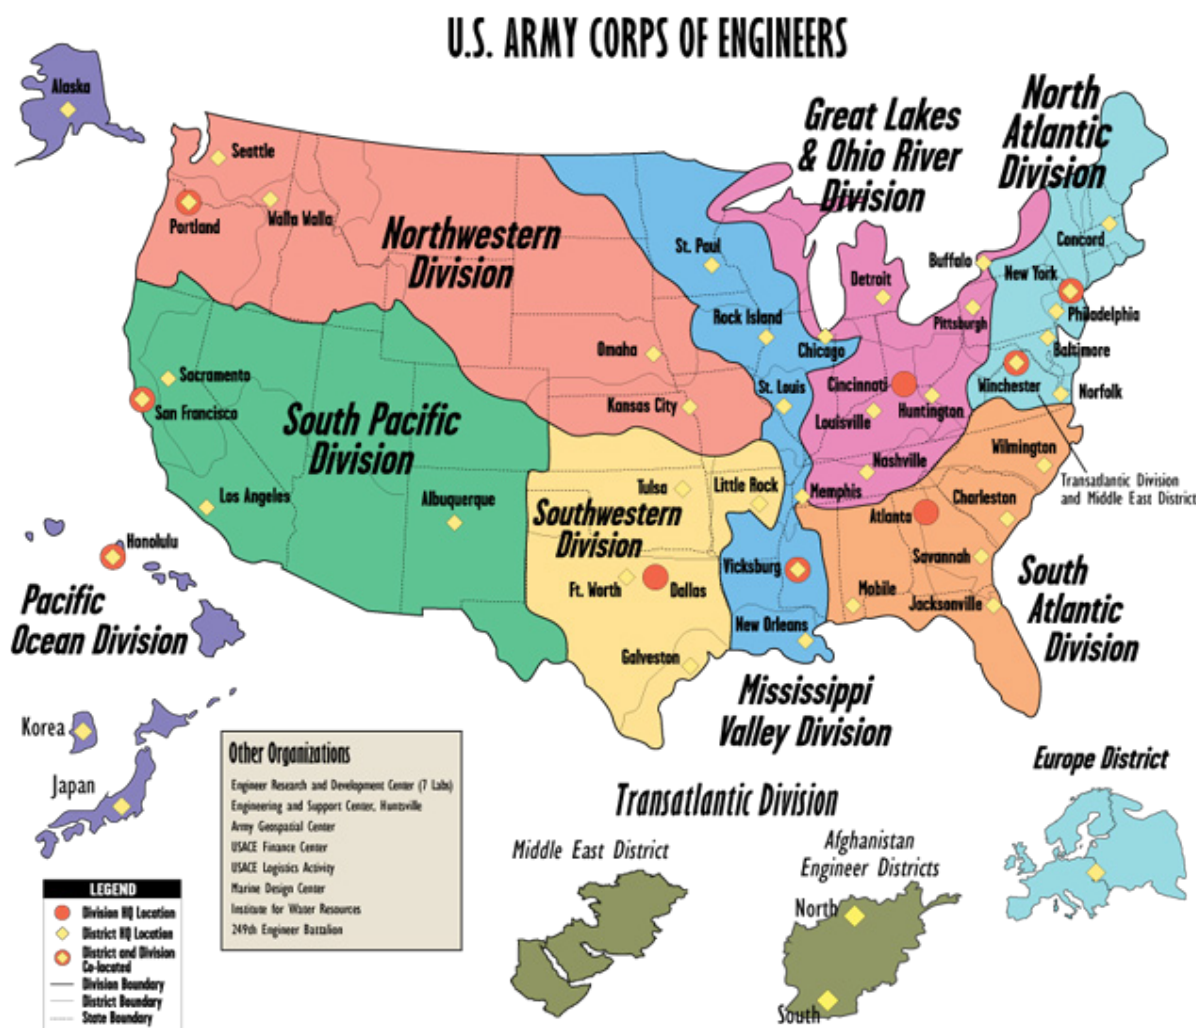 U.S. ARMY CORPS OF ENGINEERS
Alaska
Great Lakes
& Ohio River
Division
North
Atlantic
Division
Seattle
Portland
Walla Walla
Northwestern
Division
St. Paul
Buffalo
Concord
Detroit
New York
Rock Island
Pittsburgh
Philadelphia
Omaha
Chicago
Baltimore
Sacramento
San Francisco
Kansas City
St. Louis
Cincinnati
Louisville
Huntington
Winchester
Norfolk
South Pacific
Division
Wilmington
Nashville
Los Angeles
Albuquerque
Tulsa
Little Rock
Memphis
Charleston
Transatlantic Division
and Middle East District
Southwestern
Division
Atlanta
Honolulu
Savannah
Vicksburg
Ft. Worth
Dallas
Mobile
Jacksonville
South
Atlantic
Division
Pacific
Ocean Division
New Orleans
Galveston
Mississippi
Valley Division
Korea
Japan
Other Organizations
Engineer Research and Development Center (7 Labs)
Engineering and Support Center, Huntsville
Army Geospatial Center
USACE Finance Center
USACE Logistics Activity
Marine Design Center
Institute for Water Resources
249th Engineer Battalion
Europe District
Transatlantic Division
Middle East District
Afghanistan
Engineer Districts
North
South
LEGEND
Division HQ Location
District HQ Location
District and Division
Co-located
Division Boundary
District Boundary
State Boundary